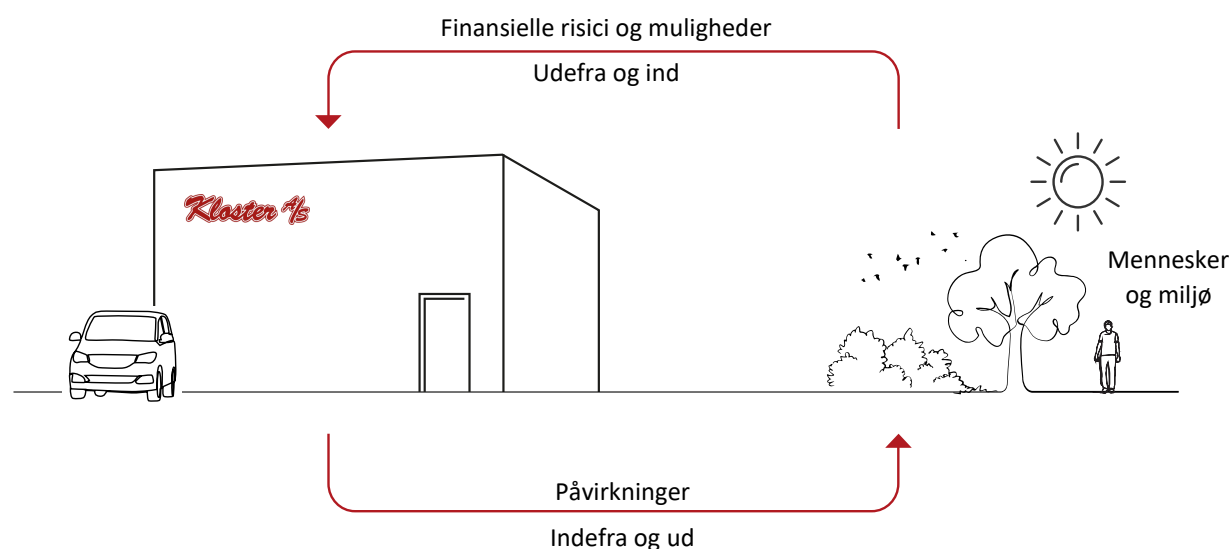 Finansielle risici og muligheder
Udefra og ind
Kloster A/S
Mennesker
og miljø
Påvirkninger
Indefra og ud